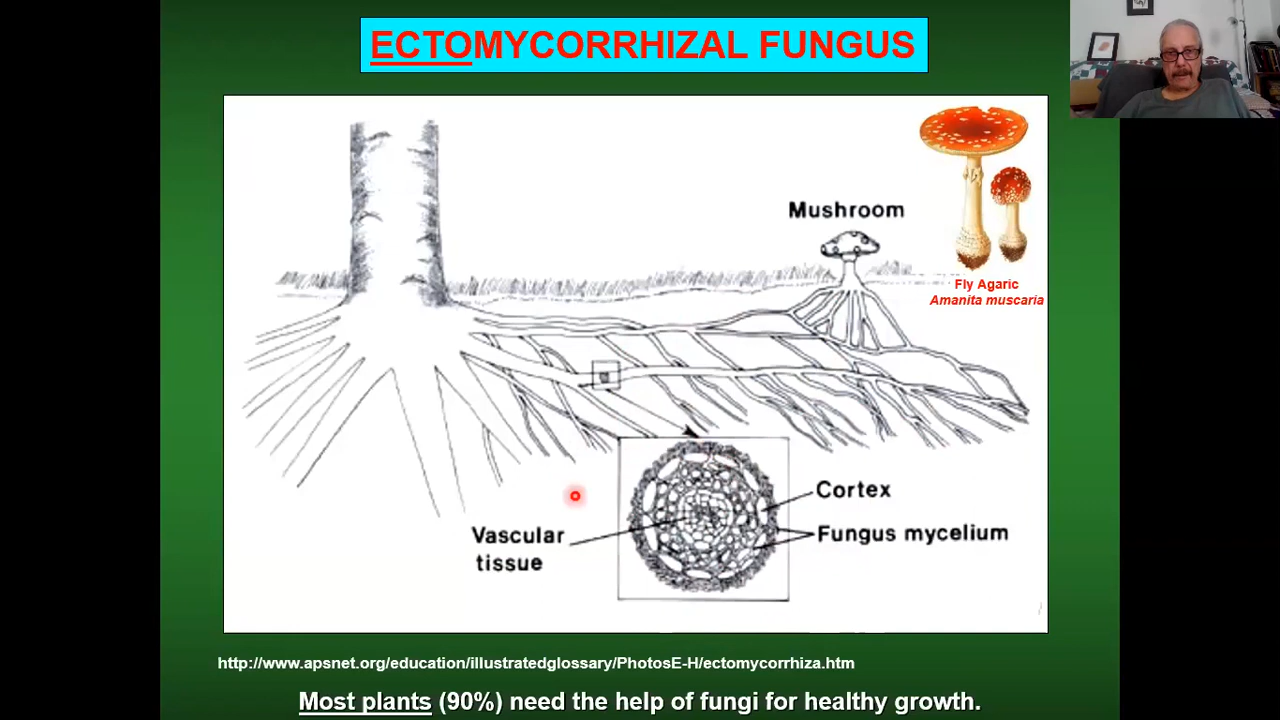 ECTOMYCORRHIZAL FUNGUS
Mushroom
Fly Agaric
Amanita muscaria
Cortex
Vascular
tissue
Fungus mycelium
http://www.apsnet.org/education/illustratedglossary/PhotosE-H/ectomycorrhiza.htm
Most plants (90%) need the help of fungi for healthy growth.